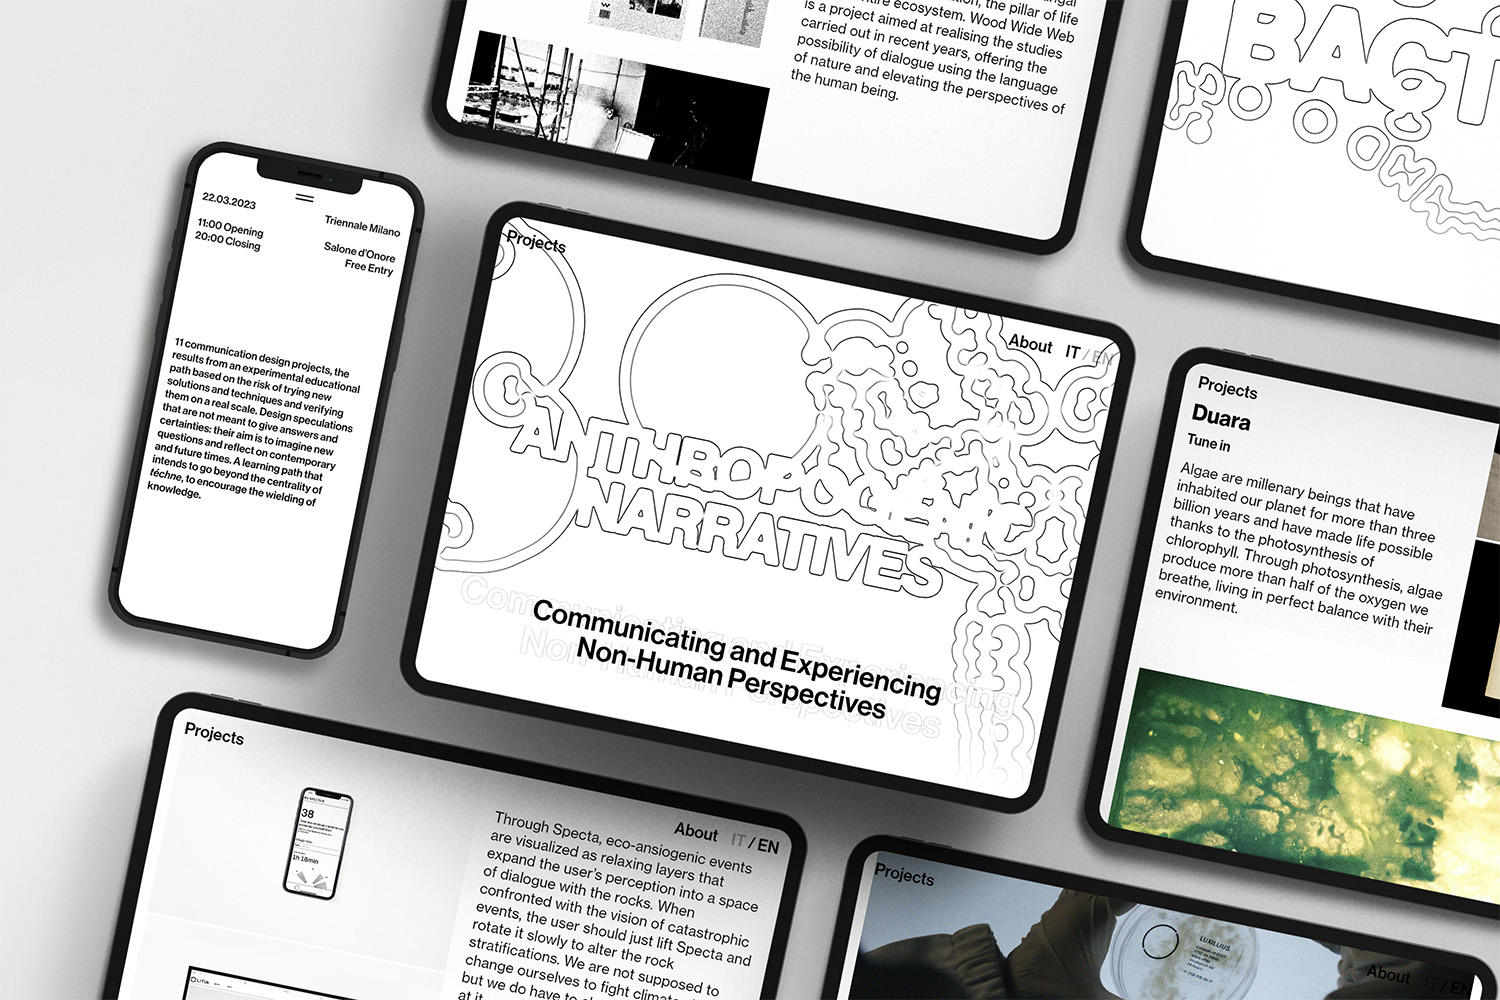 entire ecosystem. Wood Wide Web
is a project aimed at realising the studies
carried out in recent years, offering the
possibility of dialogue using the language
of nature and elevating the perspectives of
the human being.
BACT
22.03.2023
11:00 Opening
20:00 Closing
Triennale Milano
Salone d'Onore
Free Entry
11 communication design projects, the
results from an experimental educational
path based on the risk of trying new
solutions and techniques and verifying
them on a real scale. Design speculations
that are not meant to give answers and
certainties: their aim is to imagine new
questions and reflect on contemporary
and future times. A learning path that
intends to go beyond the centrality of
téchne, to encourage the wielding of
knowledge.
Projects
About IT / EN
ANTHROPOGENIC
NARRATIVES
Communicating and Experiencing
Non-Human Perspectives
Communicating and Experiencing
Non-Human Perspectives
Projects
Duara
Tune in
Algae are millenary beings that have
inhabited our planet for more than three
billion years and have made life possible
thanks to the photosynthesis of
chlorophyll. Through photosynthesis, algae
produce more than half of the oxygen we
breathe, living in perfect balance with their
environment.
Projects
About IT / EN
38
1h 18min
Through Specta, eco-ansiogenic events
are visualized as relaxing layers that
expand the user's perception into a space
of dialogue with the rocks. When
confronted with the vision of catastrophic
events, the user should just lift Specta and
rotate it slowly to alter the rock
stratifications. We are not supposed to
change ourselves to fight climate
but we do have to
at it
Projects
LUXILLIUS
About IT / EN